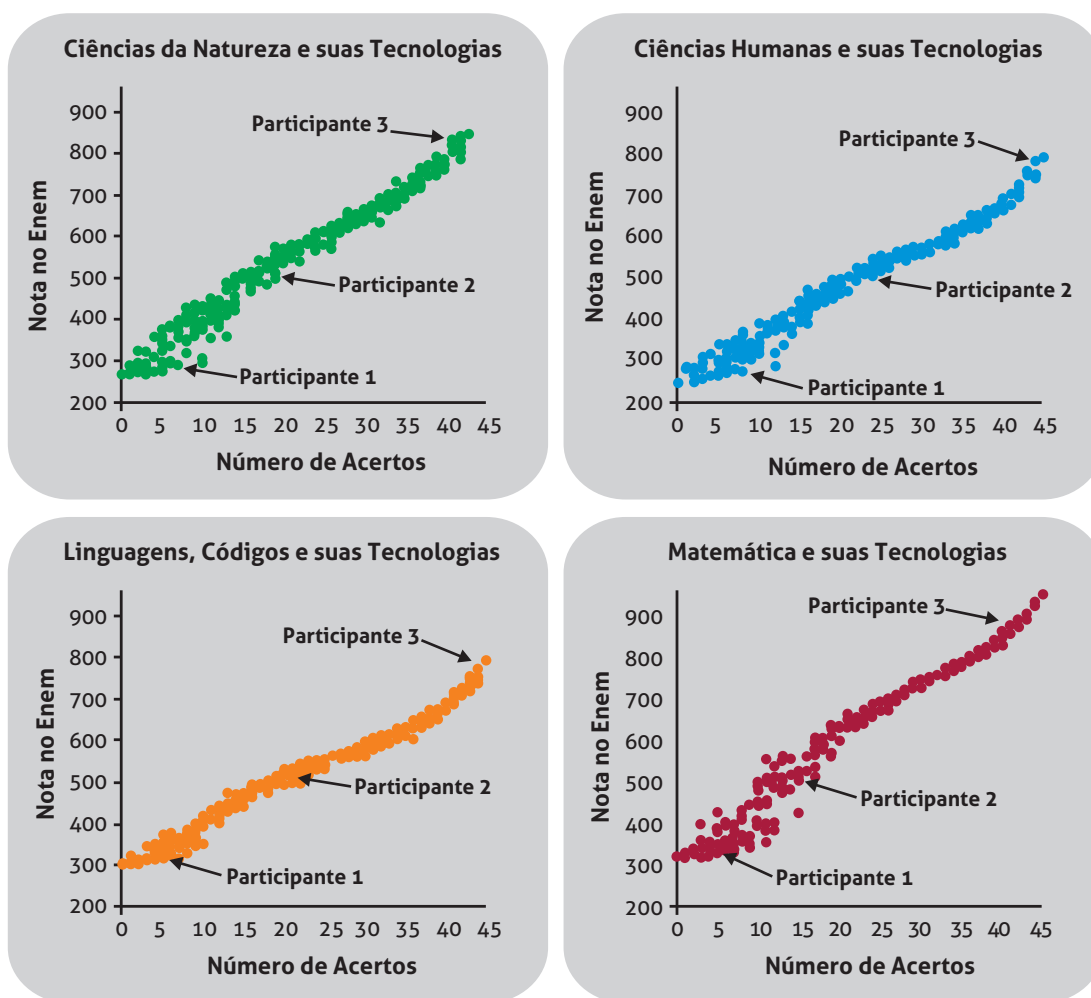 Ciências da Natureza e suas Tecnologias
Nota no Enem
900
800
700
600
500
400
300
200
Participante 3
Participante 2
Participante 1
0 5 10 15 20 25 30 35 40 45
Número de Acertos
Ciências Humanas e suas Tecnologias
Nota no Enem
900
800
700
600
500
400
300
200
Participante 3
Participante 2
Participante 1
0 5 10 15 20 25 30 35 40 45
Número de Acertos
Linguagens, Códigos e suas Tecnologias
Nota no Enem
900
800
700
600
500
400
300
200
Participante 3
Participante 2
Participante 1
0 5 10 15 20 25 30 35 40 45
Número de Acertos
Matemática e suas Tecnologias
Nota no Enem
900
800
700
600
500
400
300
200
Participante 3
Participante 2
Participante 1
0 5 10 15 20 25 30 35 40 45
Número de Acertos